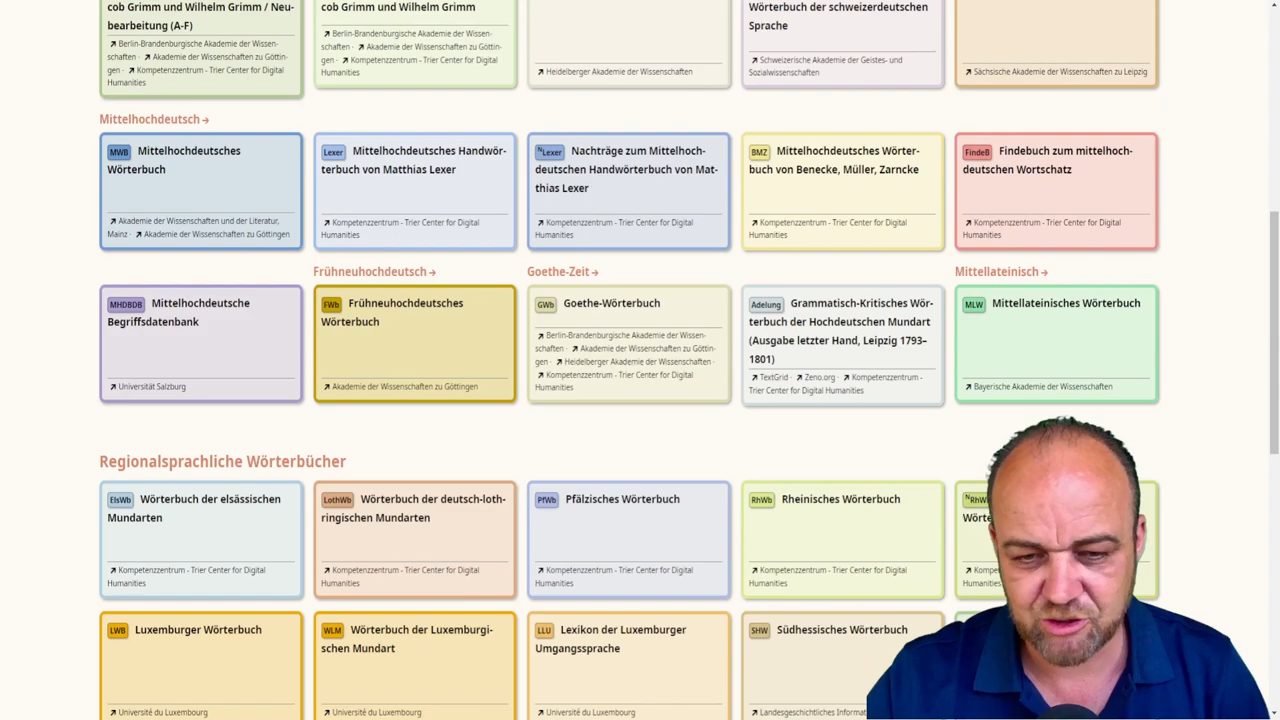 cob Grimm und Wilhelm Grimm / Neu-
bearbeitung (A-F)
↗ Berlin-Brandenburgische Akademie der Wissen-
schaften · ↗ Akademie der Wissenschaften zu Göttin-
gen · ↗ Kompetenzzentrum - Trier Center for Digital
Humanities
cob Grimm und Wilhelm Grimm
↗ Berlin-Brandenburgische Akademie der Wissen-
schaften · ↗ Akademie der Wissenschaften zu Göttin-
gen · ↗ Kompetenzzentrum - Trier Center for Digital
Humanities
↗ Heidelberger Akademie der Wissenschaften
Wörterbuch der schweizerdeutschen
Sprache
↗ Schweizerische Akademie der Geistes- und
Sozialwissenschaften
↗ Sächsische Akademie der Wissenschaften zu Leipzig
Mittelhochdeutsch →
MWB Mittelhochdeutsches
Wörterbuch
↗ Akademie der Wissenschaften und der Literatur,
Mainz · ↗ Akademie der Wissenschaften zu Göttingen
Lexer Mittelhochdeutsches Handwör-
terbuch von Matthias Lexer
↗ Kompetenzzentrum - Trier Center for Digital
Humanities
NLexer Nachträge zum Mittelhoch-
deutschen Handwörterbuch von Mat-
thias Lexer
↗ Kompetenzzentrum - Trier Center for Digital
Humanities
BMZ Mittelhochdeutsches Wörter-
buch von Benecke, Müller, Zarncke
↗ Kompetenzzentrum - Trier Center for Digital
Humanities
FindeB Findebuch zum mittelhoch-
deutschen Wortschatz
↗ Kompetenzzentrum - Trier Center for Digital
Humanities
Frühneuhochdeutsch →
Goethe-Zeit →
Mittellateinisch →
MHDBDB Mittelhochdeutsche
Begriffsdatenbank
↗ Universität Salzburg
FWb Frühneuhochdeutsches
Wörterbuch
↗ Akademie der Wissenschaften zu Göttingen
GWb Goethe-Wörterbuch
↗ Berlin-Brandenburgische Akademie der Wissen-
schaften · ↗ Akademie der Wissenschaften zu Göttin-
gen · ↗ Heidelberger Akademie der Wissenschaften ·
↗ Kompetenzzentrum - Trier Center for Digital
Humanities
Adelung Grammatisch-Kritisches Wör-
terbuch der Hochdeutschen Mundart
(Ausgabe letzter Hand, Leipzig 1793–
1801)
↗ TextGrid · ↗ Zeno.org · ↗ Kompetenzzentrum -
Trier Center for Digital Humanities
MLW Mittellateinisches Wörterbuch
↗ Bayerische Akademie der Wissenschaften
Regionalsprachliche Wörterbücher
ElsWb Wörterbuch der elsässischen
Mundarten
↗ Kompetenzzentrum - Trier Center for Digital
Humanities
LothWb Wörterbuch der deutsch-loth-
ringischen Mundarten
↗ Kompetenzzentrum - Trier Center for Digital
Humanities
PfWb Pfälzisches Wörterbuch
↗ Kompetenzzentrum - Trier Center for Digital
Humanities
RhWb Rheinisches Wörterbuch
↗ Kompetenzzentrum - Trier Center for Digital
Humanities
LWB Luxemburger Wörterbuch
↗ Université du Luxembourg
WLM Wörterbuch der Luxemburgi-
schen Mundart
↗ Université du Luxembourg
LLU Lexikon der Luxemburger
Umgangssprache
↗ Université du Luxembourg
SHW Südhessisches Wörterbuch